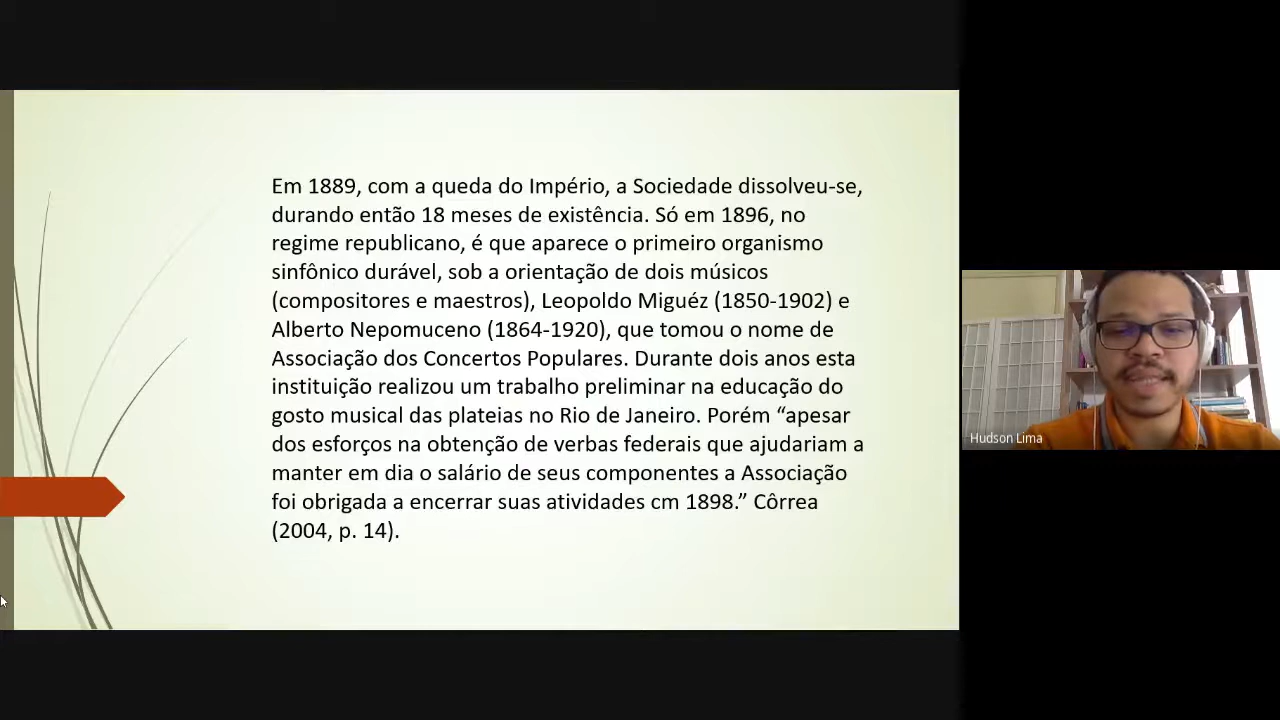 Em 1889, com a queda do Império, a Sociedade dissolveu-se,
durando então 18 meses de existência. Só em 1896, no
regime republicano, é que aparece o primeiro organismo
sinfônico durável, sob a orientação de dois músicos
(compositores e maestros), Leopoldo Miguéz (1850-1902) e
Alberto Nepomuceno (1864-1920), que tomou o nome de
Associação dos Concertos Populares. Durante dois anos esta
instituição realizou um trabalho preliminar na educação do
gosto musical das plateias no Rio de Janeiro. Porém “apesar
dos esforços na obtenção de verbas federais que ajudariam a
manter em dia o salário de seus componentes a Associação
foi obrigada a encerrar suas atividades cm 1898.” Côrrea
(2004, p. 14).
Hudson Lima